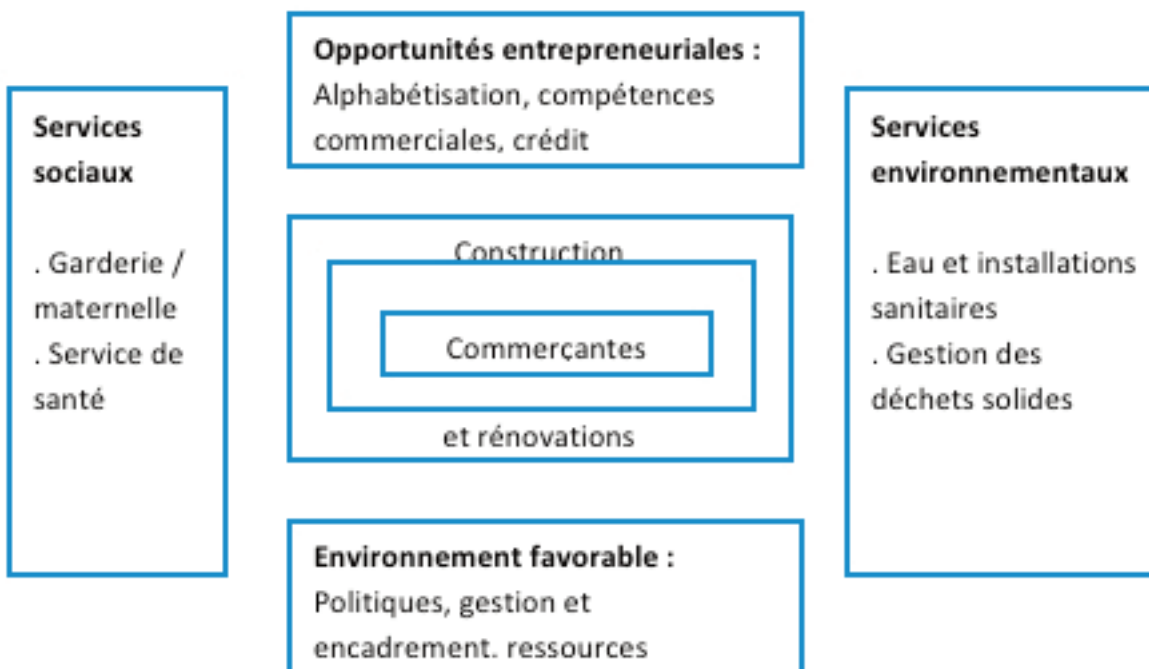 Opportunités entrepreneuriales :
Alphabétisation, compétences
commerciales, crédit
Services
sociaux
. Garderie /
maternelle
. Service de
santé
Construction
Commerçantes
et rénovations
Services
environnementaux
. Eau et installations
sanitaires
. Gestion des
déchets solides
Environnement favorable :
Politiques, gestion et
encadrement. ressources